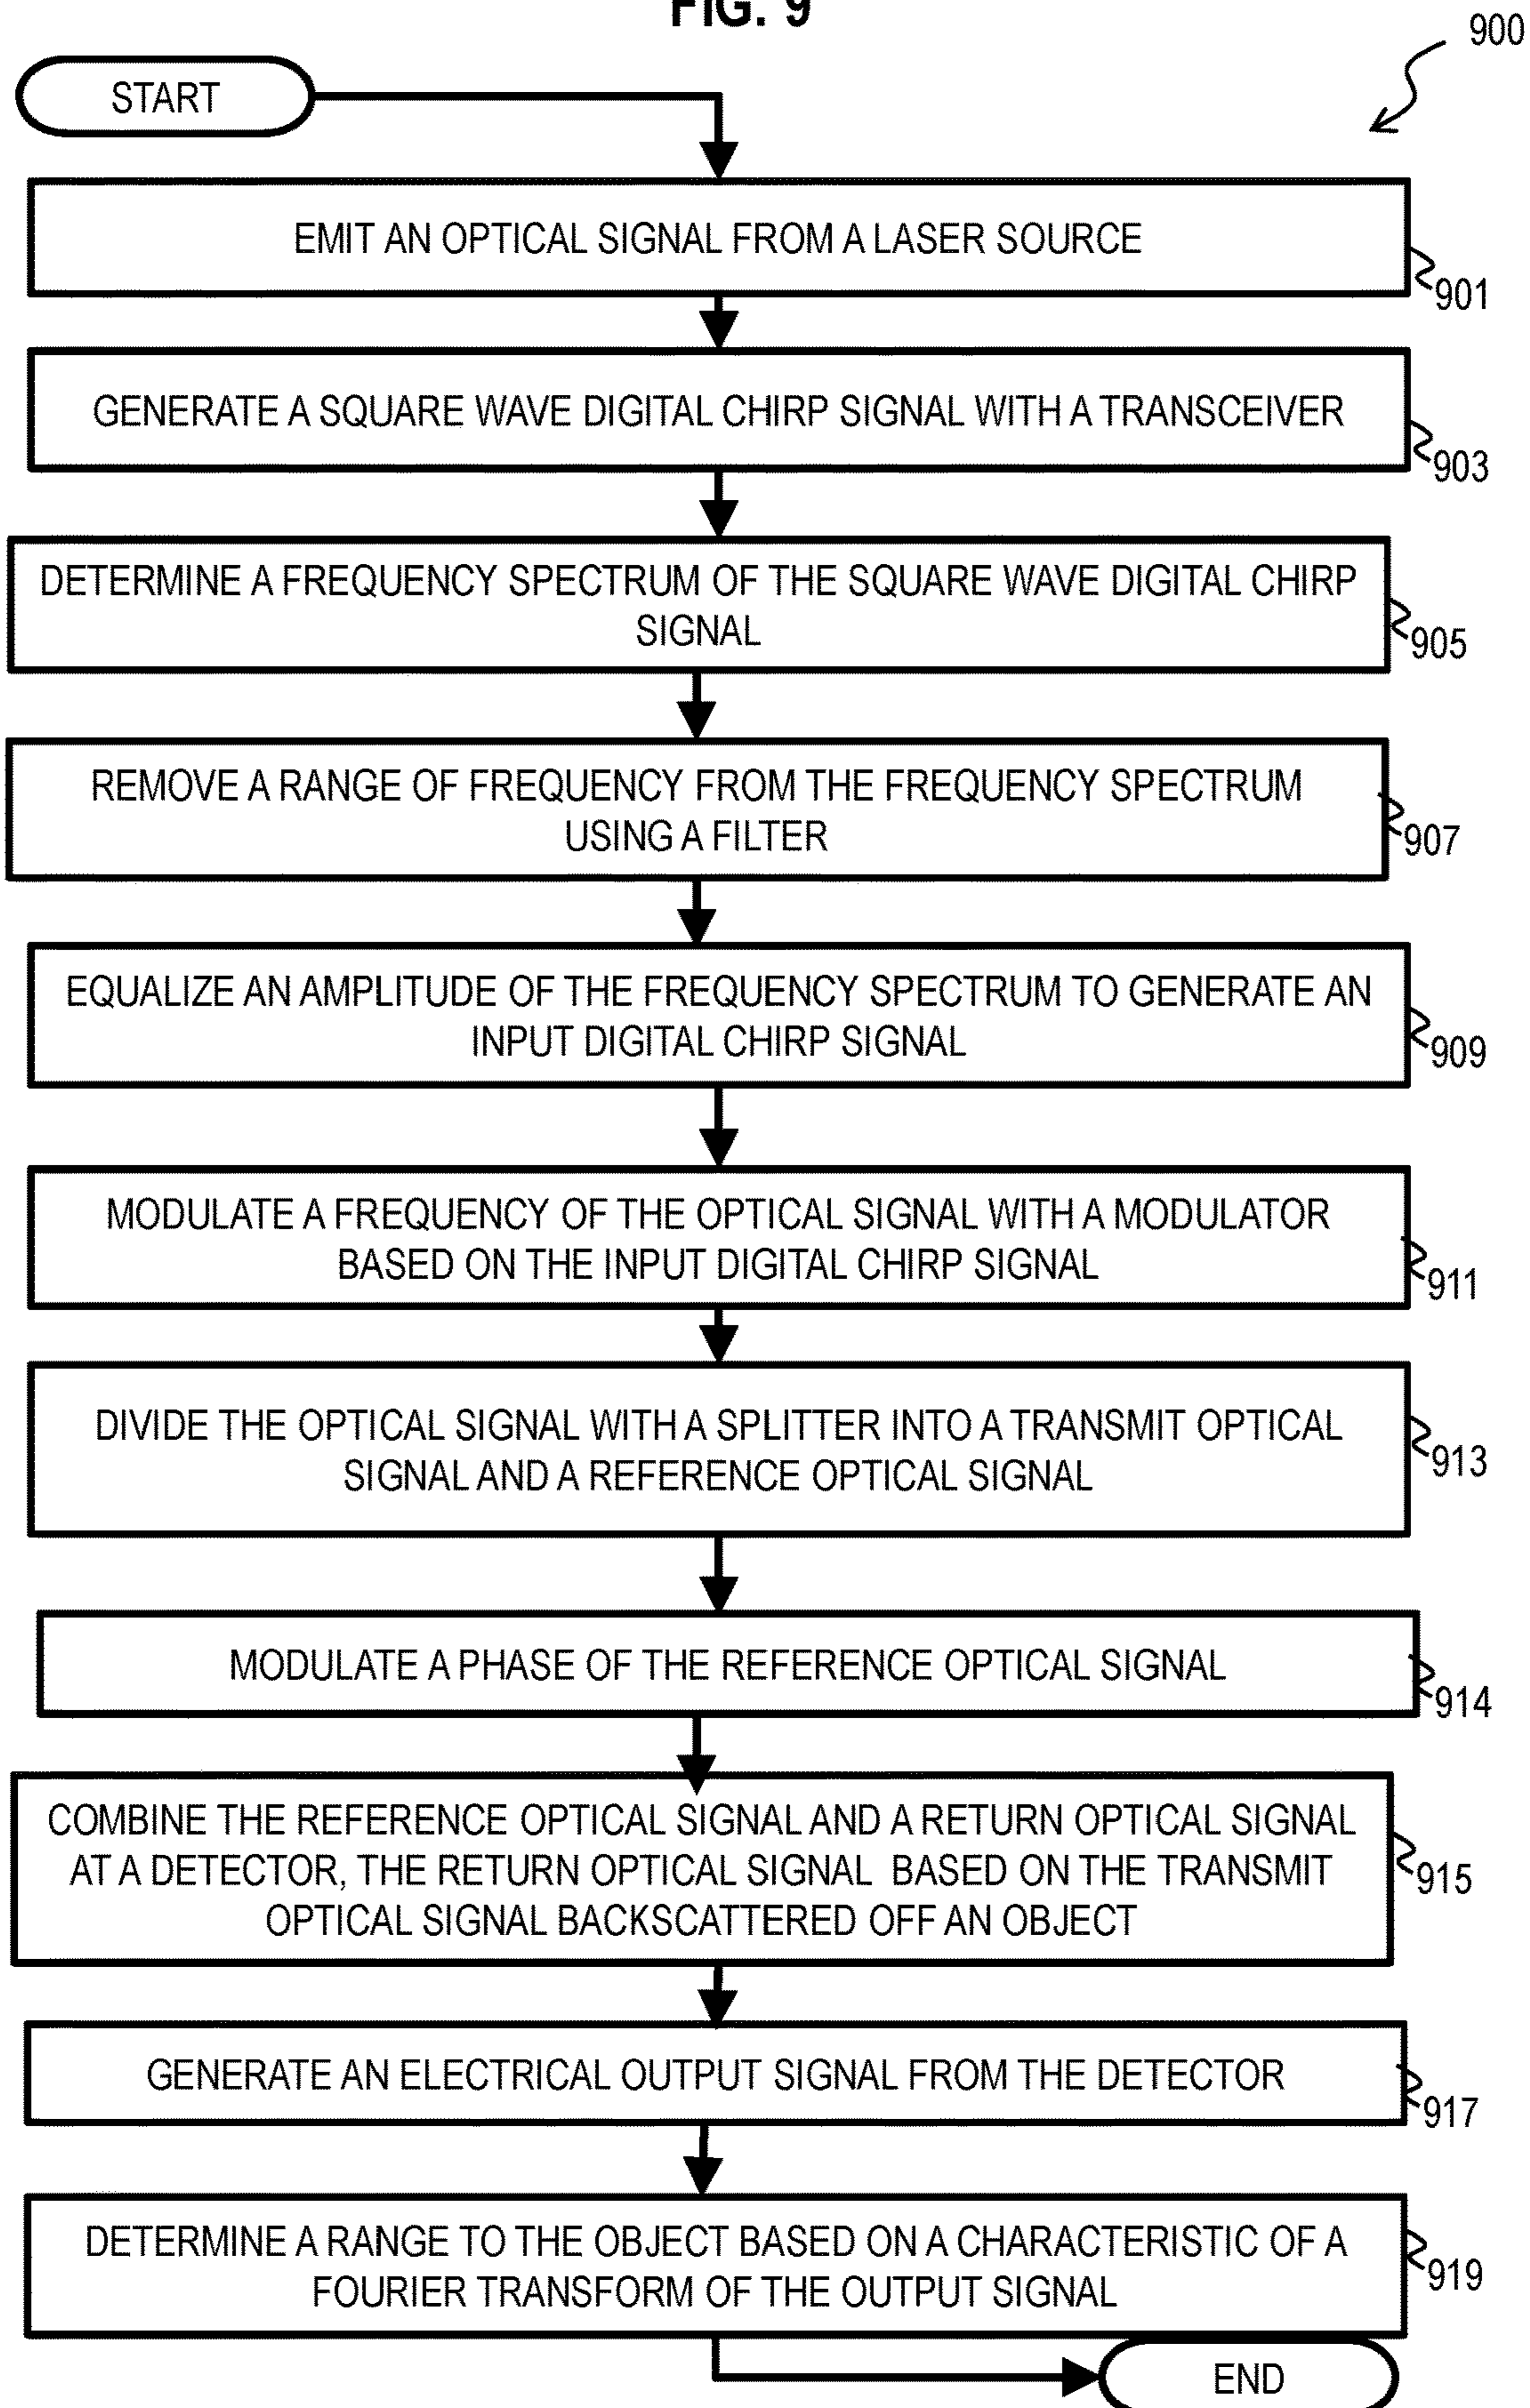 FIG. 9
900
START
EMIT AN OPTICAL SIGNAL FROM A LASER SOURCE
901
GENERATE A SQUARE WAVE DIGITAL CHIRP SIGNAL WITH A TRANSCEIVER
903
DETERMINE A FREQUENCY SPECTRUM OF THE SQUARE WAVE DIGITAL CHIRP
SIGNAL
905
REMOVE A RANGE OF FREQUENCY FROM THE FREQUENCY SPECTRUM
USING A FILTER
907
EQUALIZE AN AMPLITUDE OF THE FREQUENCY SPECTRUM TO GENERATE AN
INPUT DIGITAL CHIRP SIGNAL
909
MODULATE A FREQUENCY OF THE OPTICAL SIGNAL WITH A MODULATOR
BASED ON THE INPUT DIGITAL CHIRP SIGNAL
911
DIVIDE THE OPTICAL SIGNAL WITH A SPLITTER INTO A TRANSMIT OPTICAL
SIGNAL AND A REFERENCE OPTICAL SIGNAL
913
MODULATE A PHASE OF THE REFERENCE OPTICAL SIGNAL
914
COMBINE THE REFERENCE OPTICAL SIGNAL AND A RETURN OPTICAL SIGNAL
AT A DETECTOR, THE RETURN OPTICAL SIGNAL BASED ON THE TRANSMIT
OPTICAL SIGNAL BACKSCATTERED OFF AN OBJECT
915
GENERATE AN ELECTRICAL OUTPUT SIGNAL FROM THE DETECTOR
917
DETERMINE A RANGE TO THE OBJECT BASED ON A CHARACTERISTIC OF A
FOURIER TRANSFORM OF THE OUTPUT SIGNAL
919
END